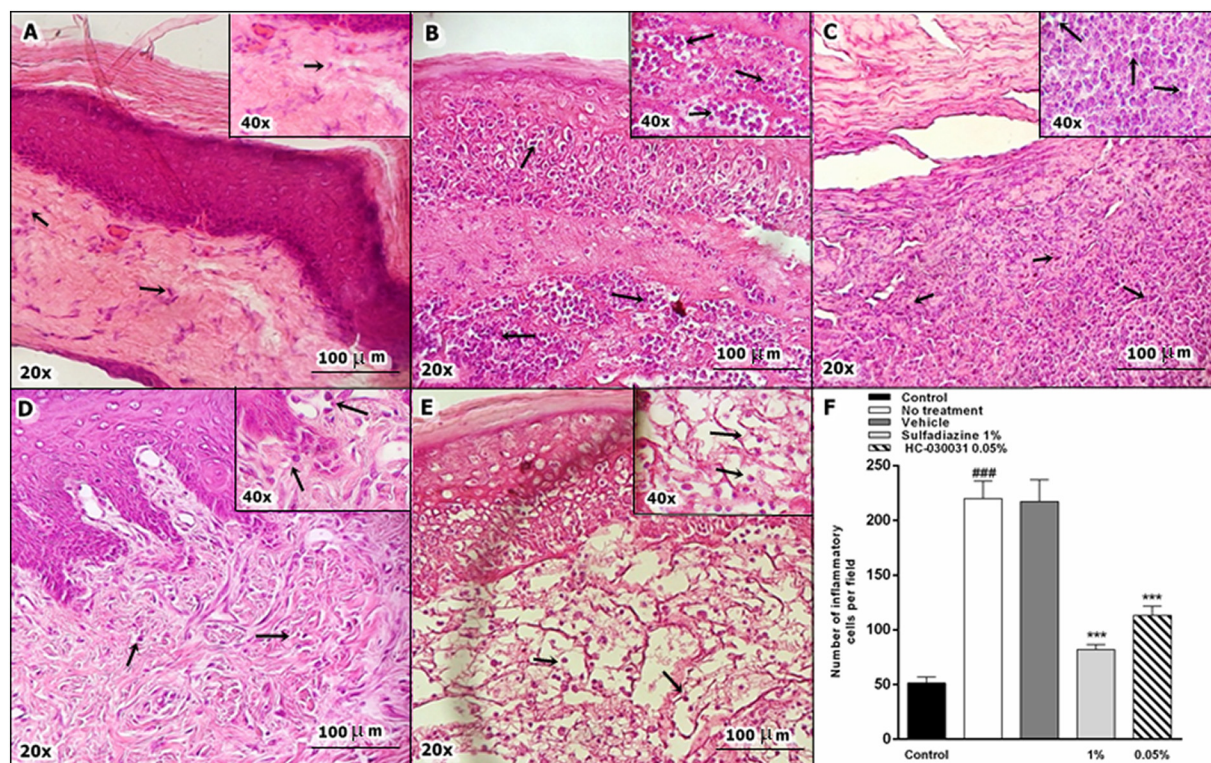 A
40x
20x
100 μm
B
40x
20x
100 μm
C
40x
20x
100 μm
D
40x
20x
100 μm
E
40x
20x
100 μm
F
Control
No treatment
Vehicle
Sulfadiazine 1%
HC-030031 0.05%
Number of inflammatory
cells per field
250
200
150
100
50
0
###
***
***
Control
1%
0.05%